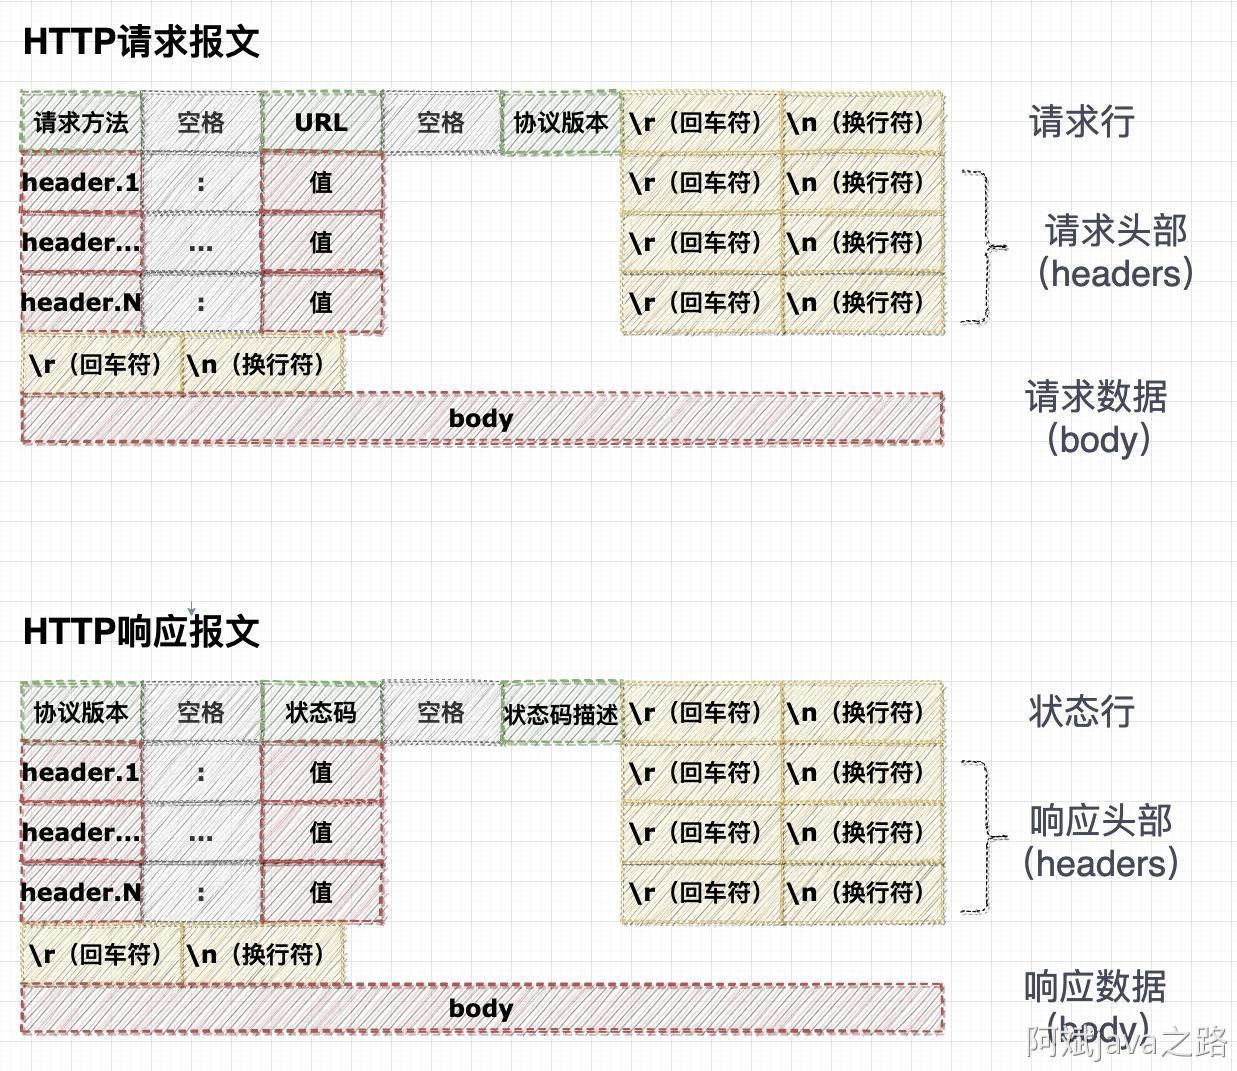 HTTP请求报文
请求方法 空格 URL 空格 协议版本 \r（回车符） \n（换行符） 请求行
header.1 : 值 \r（回车符） \n（换行符）
header... ... 值 \r（回车符） \n（换行符） 请求头部
（headers）
header.N : 值 \r（回车符） \n（换行符）
\r（回车符） \n（换行符）
请求数据
body （body）
HTTP响应报文
协议版本 空格 状态码 空格 状态码描述 \r（回车符） \n（换行符） 状态行
header.1 : 值 \r（回车符） \n（换行符）
header... ... 值 \r（回车符） \n（换行符） 响应头部
（headers）
header.N : 值 \r（回车符） \n（换行符）
\r（回车符） \n（换行符）
响应数据
body （body）
阿斌java之路